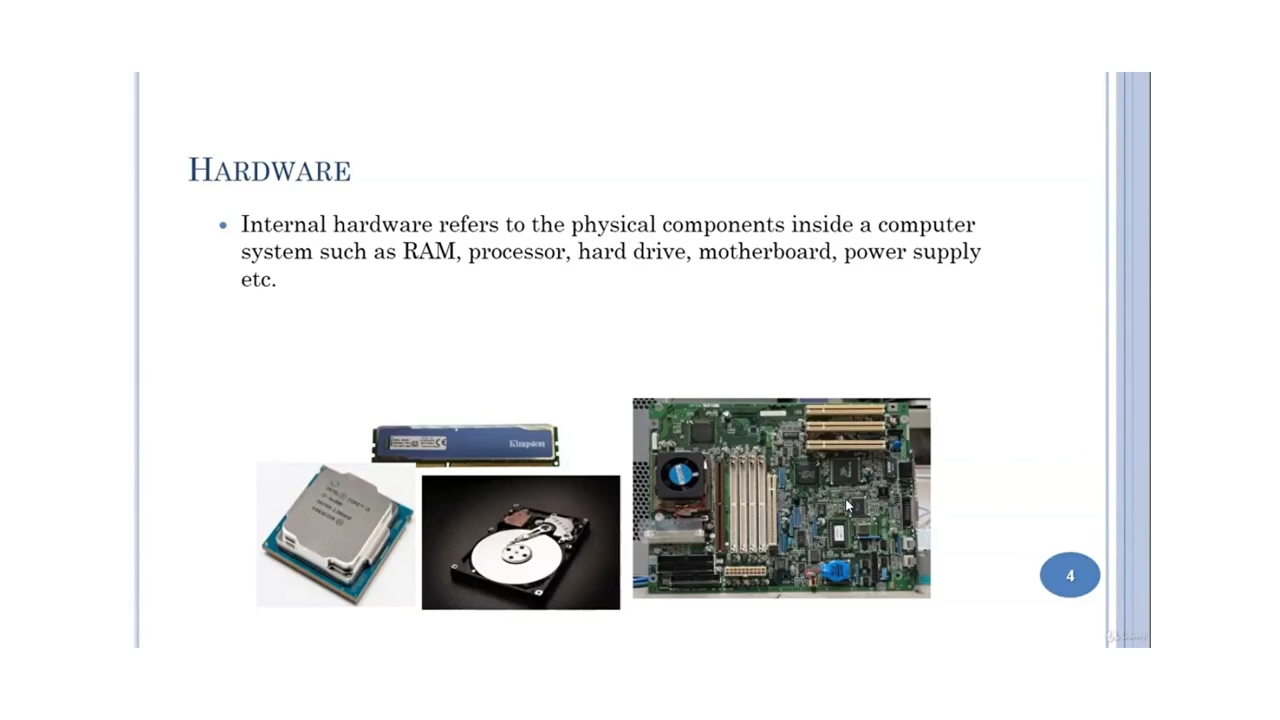 HARDWARE
• Internal hardware refers to the physical components inside a computer
system such as RAM, processor, hard drive, motherboard, power supply
etc.
Kingston
4